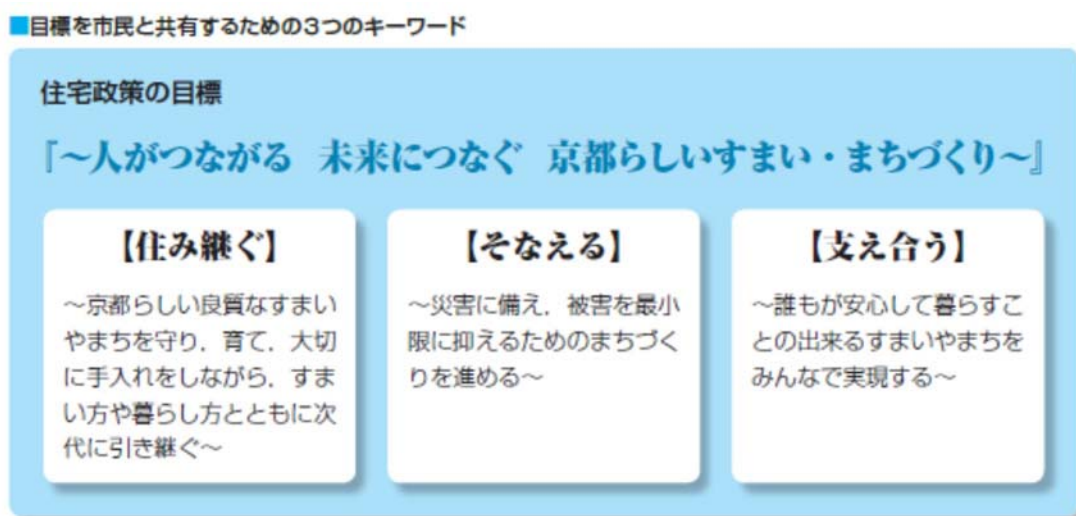 ■目標を市民と共有するための3つのキーワード
住宅政策の目標
『～人がつながる　未来につなぐ　京都らしいすまい・まちづくり～』
【住み継ぐ】
～京都らしい良質なすまい
やまちを守り，育て，大切
に手入れをしながら，すま
い方や暮らし方とともに次
代に引き継ぐ～
【そなえる】
～災害に備え，被害を最小
限に抑えるためのまちづく
りを進める～
【支え合う】
～誰もが安心して暮らすこ
との出来るすまいやまちを
みんなで実現する～